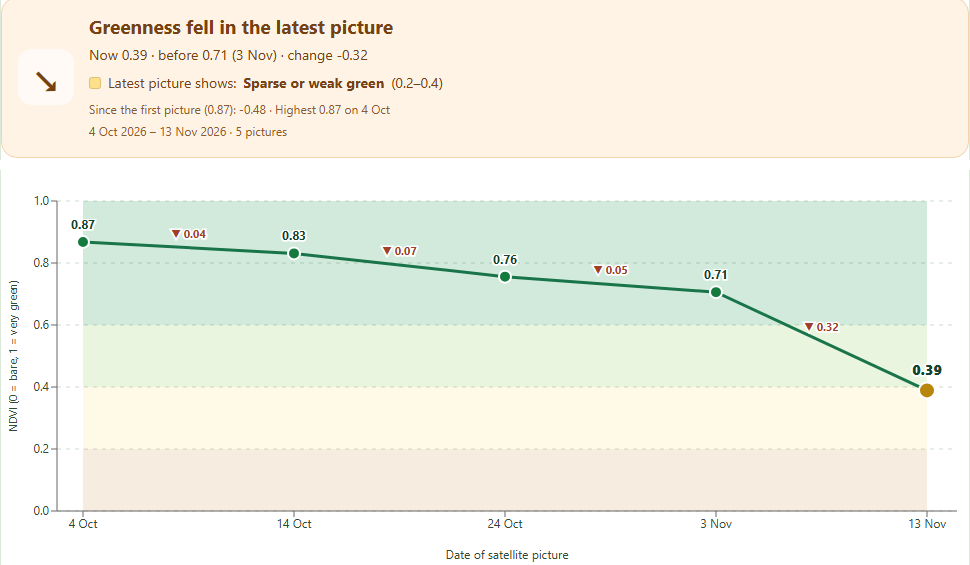 Greenness fell in the latest picture
Now 0.39 · before 0.71 (3 Nov) · change -0.32
Latest picture shows: Sparse or weak green (0.2–0.4)
Since the first picture (0.87): -0.48 · Highest 0.87 on 4 Oct
4 Oct 2026 – 13 Nov 2026 · 5 pictures
NDVI (0 = bare, 1 = very green)
1.0
0.8
0.6
0.4
0.2
0.0
0.87
▼ 0.04
0.83
▼ 0.07
0.76
▼ 0.05
0.71
▼ 0.32
0.39
4 Oct
14 Oct
24 Oct
3 Nov
13 Nov
Date of satellite picture